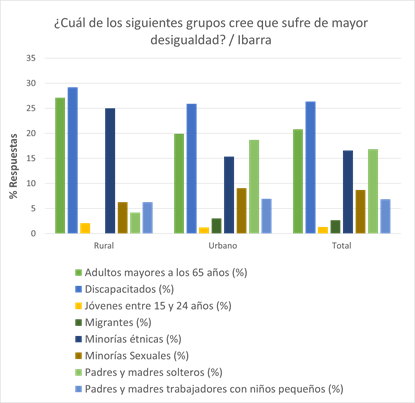 ¿Cuál de los siguientes grupos cree que sufre de mayor
desigualdad? / Ibarra
% Respuestas
35
30
25
20
15
10
5
0
Rural
Urbano
Total
Adultos mayores a los 65 años (%)
Discapacitados (%)
Jóvenes entre 15 y 24 años (%)
Migrantes (%)
Minorías étnicas (%)
Minorías Sexuales (%)
Padres y madres solteros (%)
Padres y madres trabajadores con niños pequeños (%)